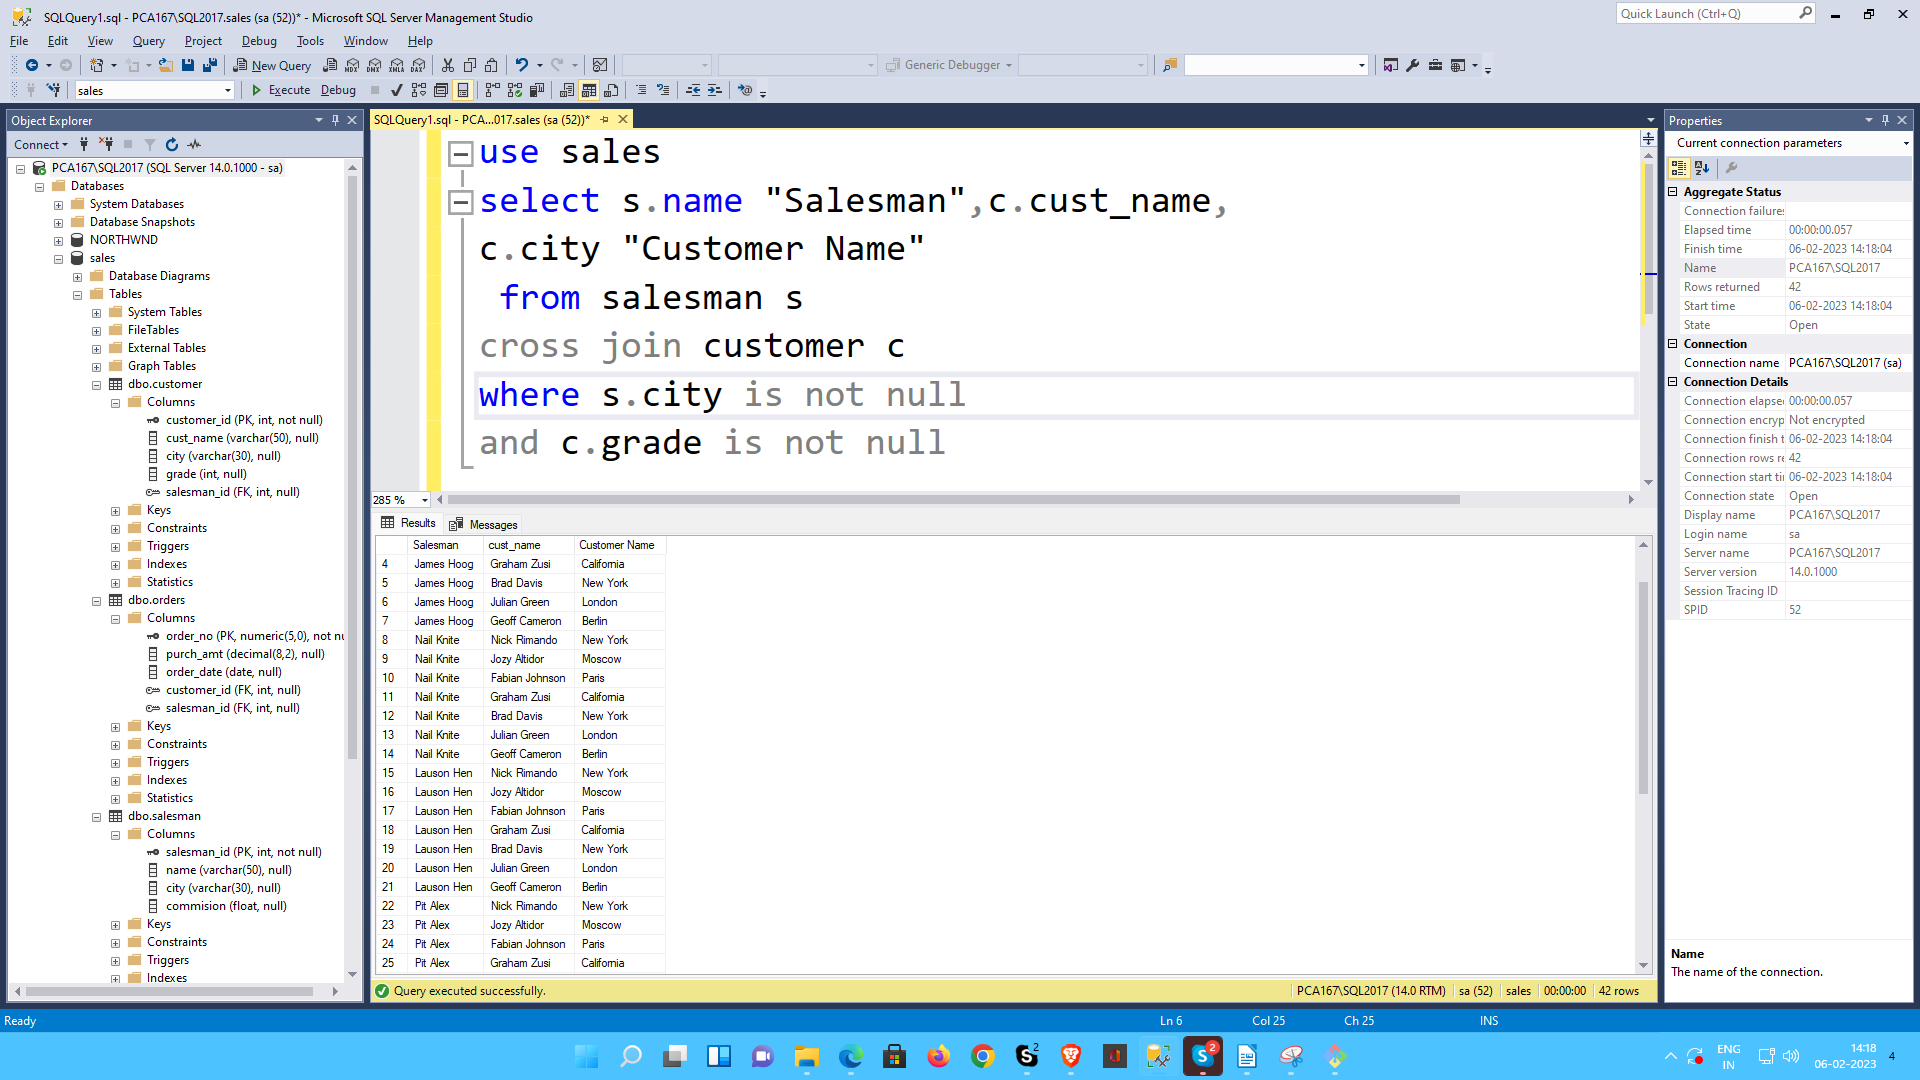 SQLQuery1.sql - PCA167\SQL2017.sales (sa (52))* - Microsoft SQL Server Management Studio
Quick Launch (Ctrl+Q)
File Edit View Query Project Debug Tools Window Help
New Query
MDX DMX XMLA DAX
Generic Debugger
sales
Execute Debug
Object Explorer
Connect
PCA167\SQL2017 (SQL Server 14.0.1000 - sa)
Databases
System Databases
Database Snapshots
NORTHWND
sales
Database Diagrams
Tables
System Tables
FileTables
External Tables
Graph Tables
dbo.customer
Columns
customer_id (PK, int, not null)
cust_name (varchar(50), null)
city (varchar(30), null)
grade (int, null)
salesman_id (FK, int, null)
Keys
Constraints
Triggers
Indexes
Statistics
dbo.orders
Columns
order_no (PK, numeric(5,0), not nu
purch_amt (decimal(8,2), null)
order_date (date, null)
customer_id (FK, int, null)
salesman_id (FK, int, null)
Keys
Constraints
Triggers
Indexes
Statistics
dbo.salesman
Columns
salesman_id (PK, int, not null)
name (varchar(50), null)
city (varchar(30), null)
commision (float, null)
Keys
Constraints
Triggers
Indexes
SQLQuery1.sql - PCA...017.sales (sa (52))*
use sales
select s.name "Salesman",c.cust_name,
c.city "Customer Name"
from salesman s
cross join customer c
where s.city is not null
and c.grade is not null
285 %
Results Messages
Salesman cust_name Customer Name
4 James Hoog Graham Zusi California
5 James Hoog Brad Davis New York
6 James Hoog Julian Green London
7 James Hoog Geoff Cameron Berlin
8 Nail Knite Nick Rimando New York
9 Nail Knite Jozy Altidor Moscow
10 Nail Knite Fabian Johnson Paris
11 Nail Knite Graham Zusi California
12 Nail Knite Brad Davis New York
13 Nail Knite Julian Green London
14 Nail Knite Geoff Cameron Berlin
15 Lauson Hen Nick Rimando New York
16 Lauson Hen Jozy Altidor Moscow
17 Lauson Hen Fabian Johnson Paris
18 Lauson Hen Graham Zusi California
19 Lauson Hen Brad Davis New York
20 Lauson Hen Julian Green London
21 Lauson Hen Geoff Cameron Berlin
22 Pit Alex Nick Rimando New York
23 Pit Alex Jozy Altidor Moscow
24 Pit Alex Fabian Johnson Paris
25 Pit Alex Graham Zusi California
Query executed successfully.
PCA167\SQL2017 (14.0 RTM) sa (52) sales 00:00:00 42 rows
Properties
Current connection parameters
Aggregate Status
Connection failures
Elapsed time 00:00:00.057
Finish time 06-02-2023 14:18:04
Name PCA167\SQL2017
Rows returned 42
Start time 06-02-2023 14:18:04
State Open
Connection
Connection name PCA167\SQL2017 (sa)
Connection Details
Connection elapse 00:00:00.057
Connection encryp Not encrypted
Connection finish t 06-02-2023 14:18:04
Connection rows re 42
Connection start ti 06-02-2023 14:18:04
Connection state Open
Display name PCA167\SQL2017
Login name sa
Server name PCA167\SQL2017
Server version 14.0.1000
Session Tracing ID
SPID 52
Name
The name of the connection.
Ready
Ln 6 Col 25 Ch 25 INS
2
2
ENG
IN
14:18
06-02-2023
4